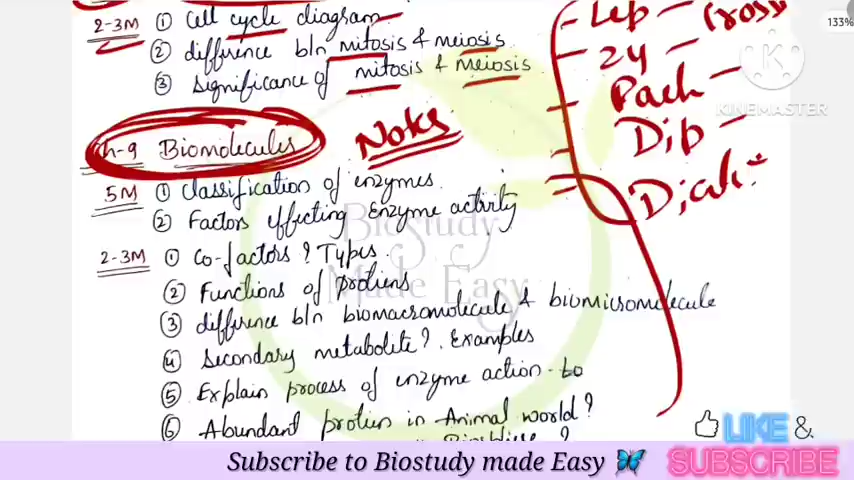 2-3M ① Cell cycle diagram
② difference b/n mitosis & meiosis
③ Significance of mitosis & meiosis
Lep - Cross
zy -
Pach -
Dip -
Diak
133%
KINEMASTER
Ch-9 Biomolecules Notes
5M ① Classification of enzymes.
② Factors effecting Enzyme activity
2-3M ① Co-factors? Types
② Functions of protiens
③ difference b/n biomacromolecule & biomicromolecule
④ Secondary metabolite? Examples
⑤ Explain process of enzyme action
⑥ Abundant protien in Animal world?
BioStudy
Made Easy
LIKE &
SUBSCRIBE
Subscribe to Biostudy made Easy